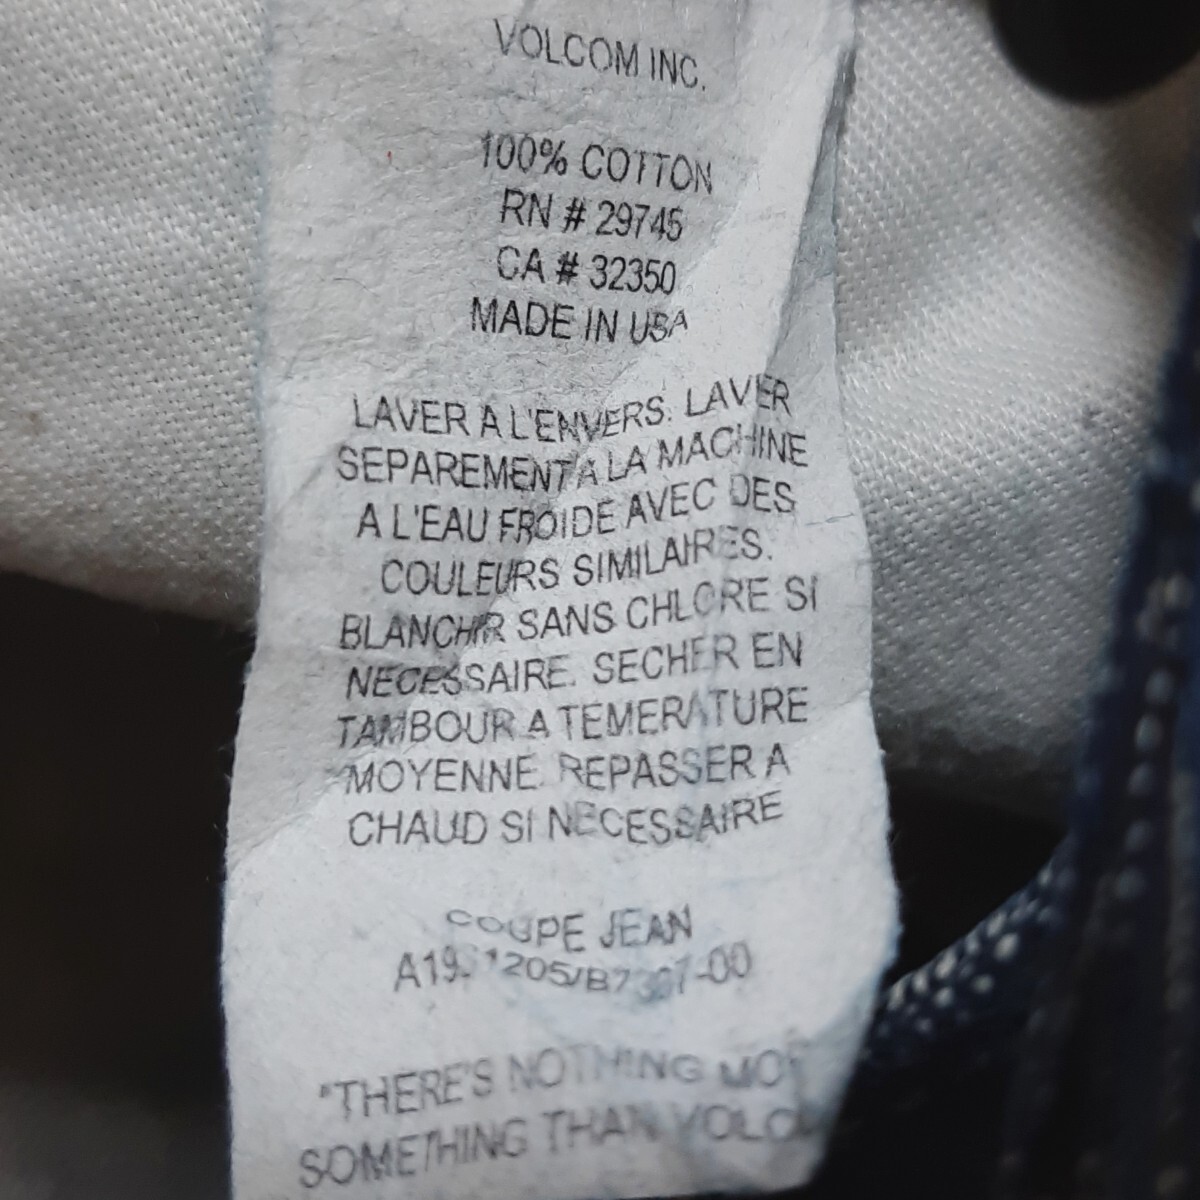 VOLCOM INC.
100% COTTON
RN # 29745
CA # 32350
MADE IN USA
LAVER A L'ENVERS. LAVER
SEPAREMENT A LA MACHINE
A L'EAU FROIDE AVEC DES
COULEURS SIMILAIRES.
BLANCHIR SANS CHLORE SI
NECESSAIRE. SECHER EN
TAMBOUR A TEMERATURE
MOYENNE. REPASSER A
CHAUD SI NECESSAIRE
COUPE JEAN
"THERE'S NOTHING
SOMETHING THAN